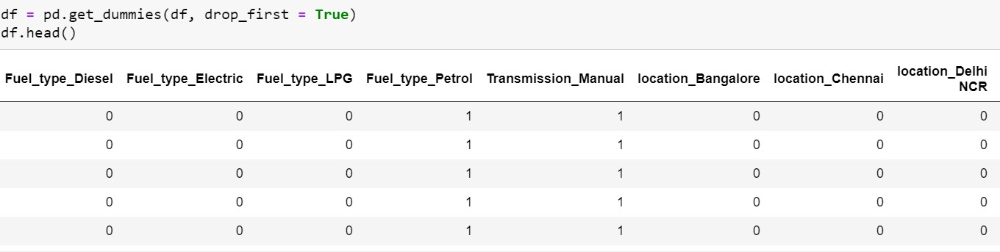 df = pd.get_dummies(df, drop_first = True)
df.head()
Fuel_type_Diesel Fuel_type_Electric Fuel_type_LPG Fuel_type_Petrol Transmission_Manual location_Bangalore location_Chennai location_Delhi NCR
0 0 0 1 1 0 0 0
0 0 0 1 1 0 0 0
0 0 0 1 1 0 0 0
0 0 0 1 1 0 0 0
0 0 0 1 1 0 0 0